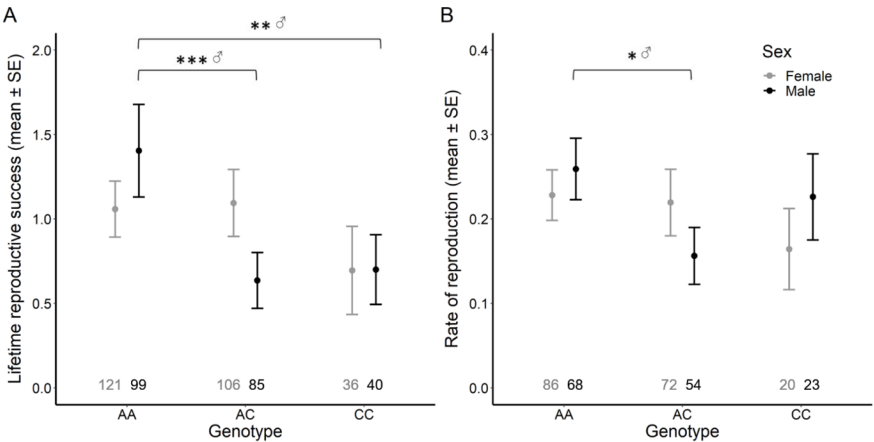 A
Lifetime reproductive success (mean ± SE)
2.0
1.5
1.0
0.5
0.0
** ♂
*** ♂
121 99
106 85
36 40
AA AC CC
Genotype
B
Rate of reproduction (mean ± SE)
0.4
0.3
0.2
0.1
0.0
* ♂
Sex
Female
Male
86 68
72 54
20 23
AA AC CC
Genotype